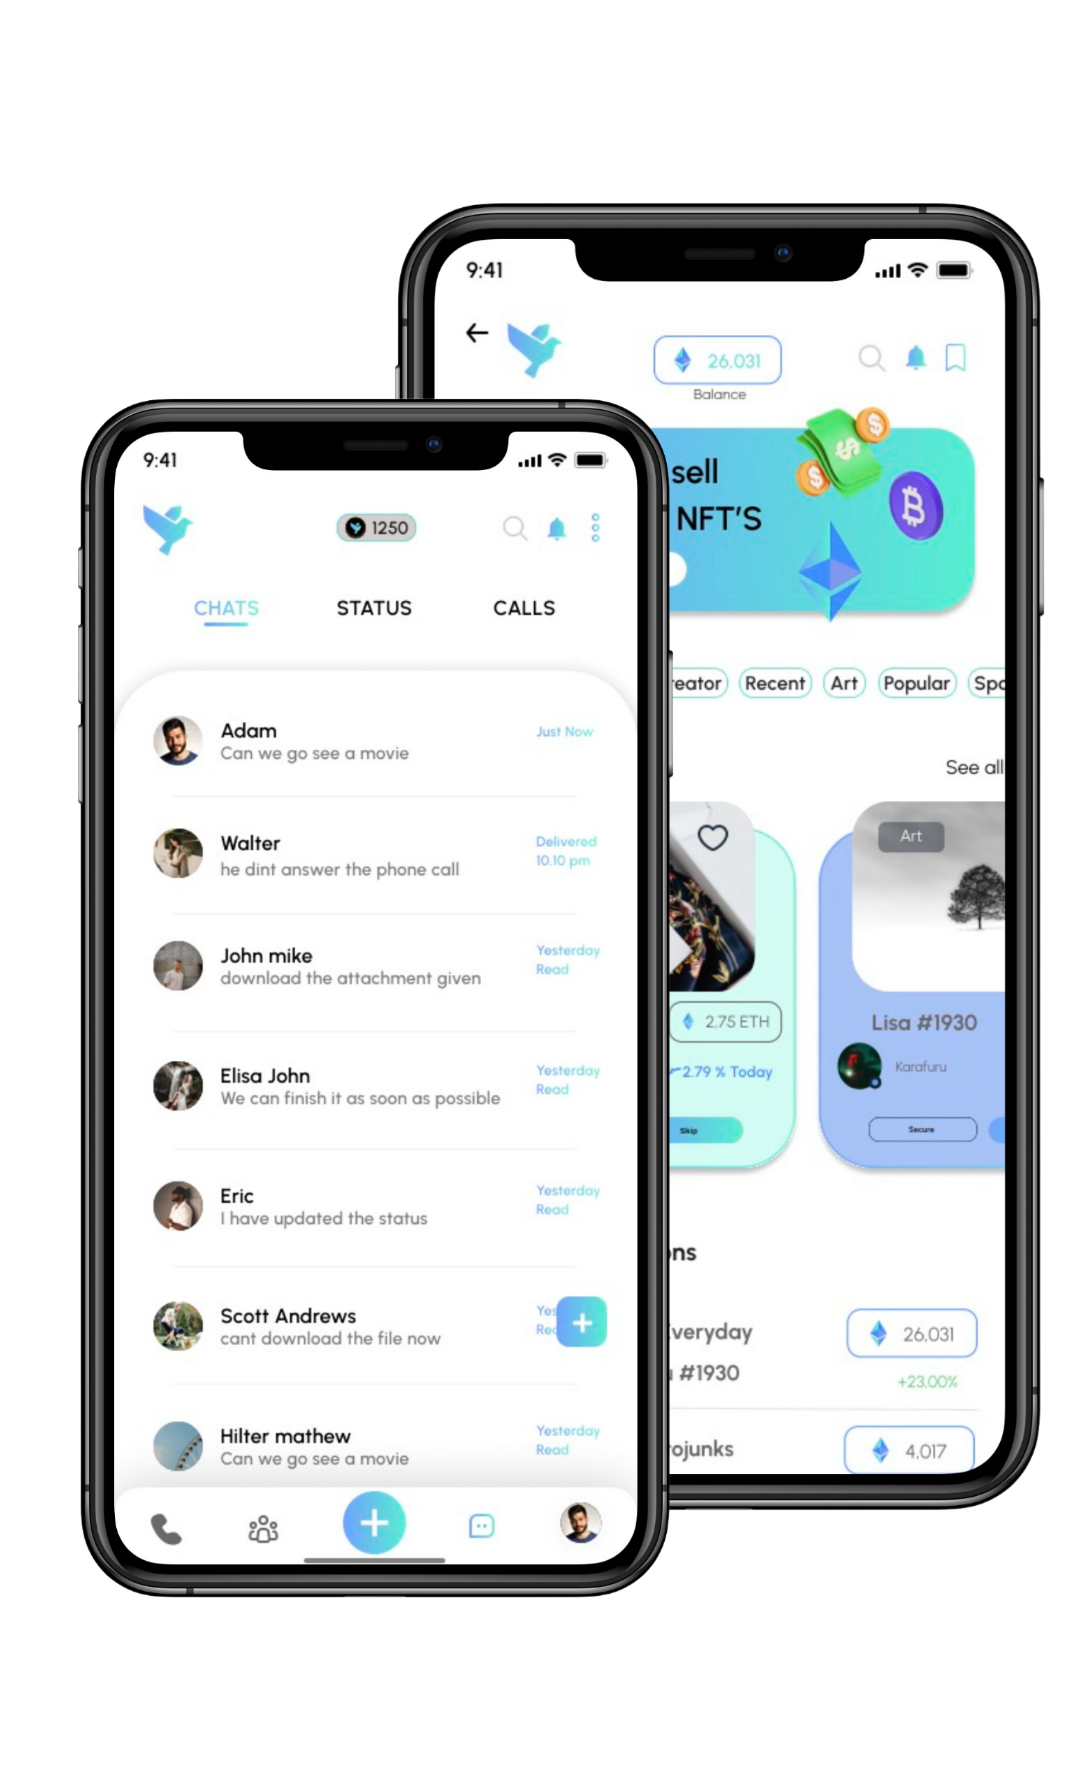 9:41
26,031
Balance
sell
NFT'S
reator
Recent
Art
Popular
Spo
See all
Art
2,75 ETH
2.79 % Today
Skip
Lisa #1930
Karafuru
Secure
ns
veryday
#1930
26,031
+23,00%
ojunks
4,017
9:41
1250
CHATS
STATUS
CALLS
Adam
Just Now
Can we go see a movie
Walter
Delivered
10.10 pm
he dint answer the phone call
John mike
Yesterday
Read
download the attachment given
Elisa John
Yesterday
Read
We can finish it as soon as possible
Eric
Yesterday
Read
I have updated the status
Scott Andrews
Yes
Rea
cant download the file now
Hilter mathew
Yesterday
Read
Can we go see a movie